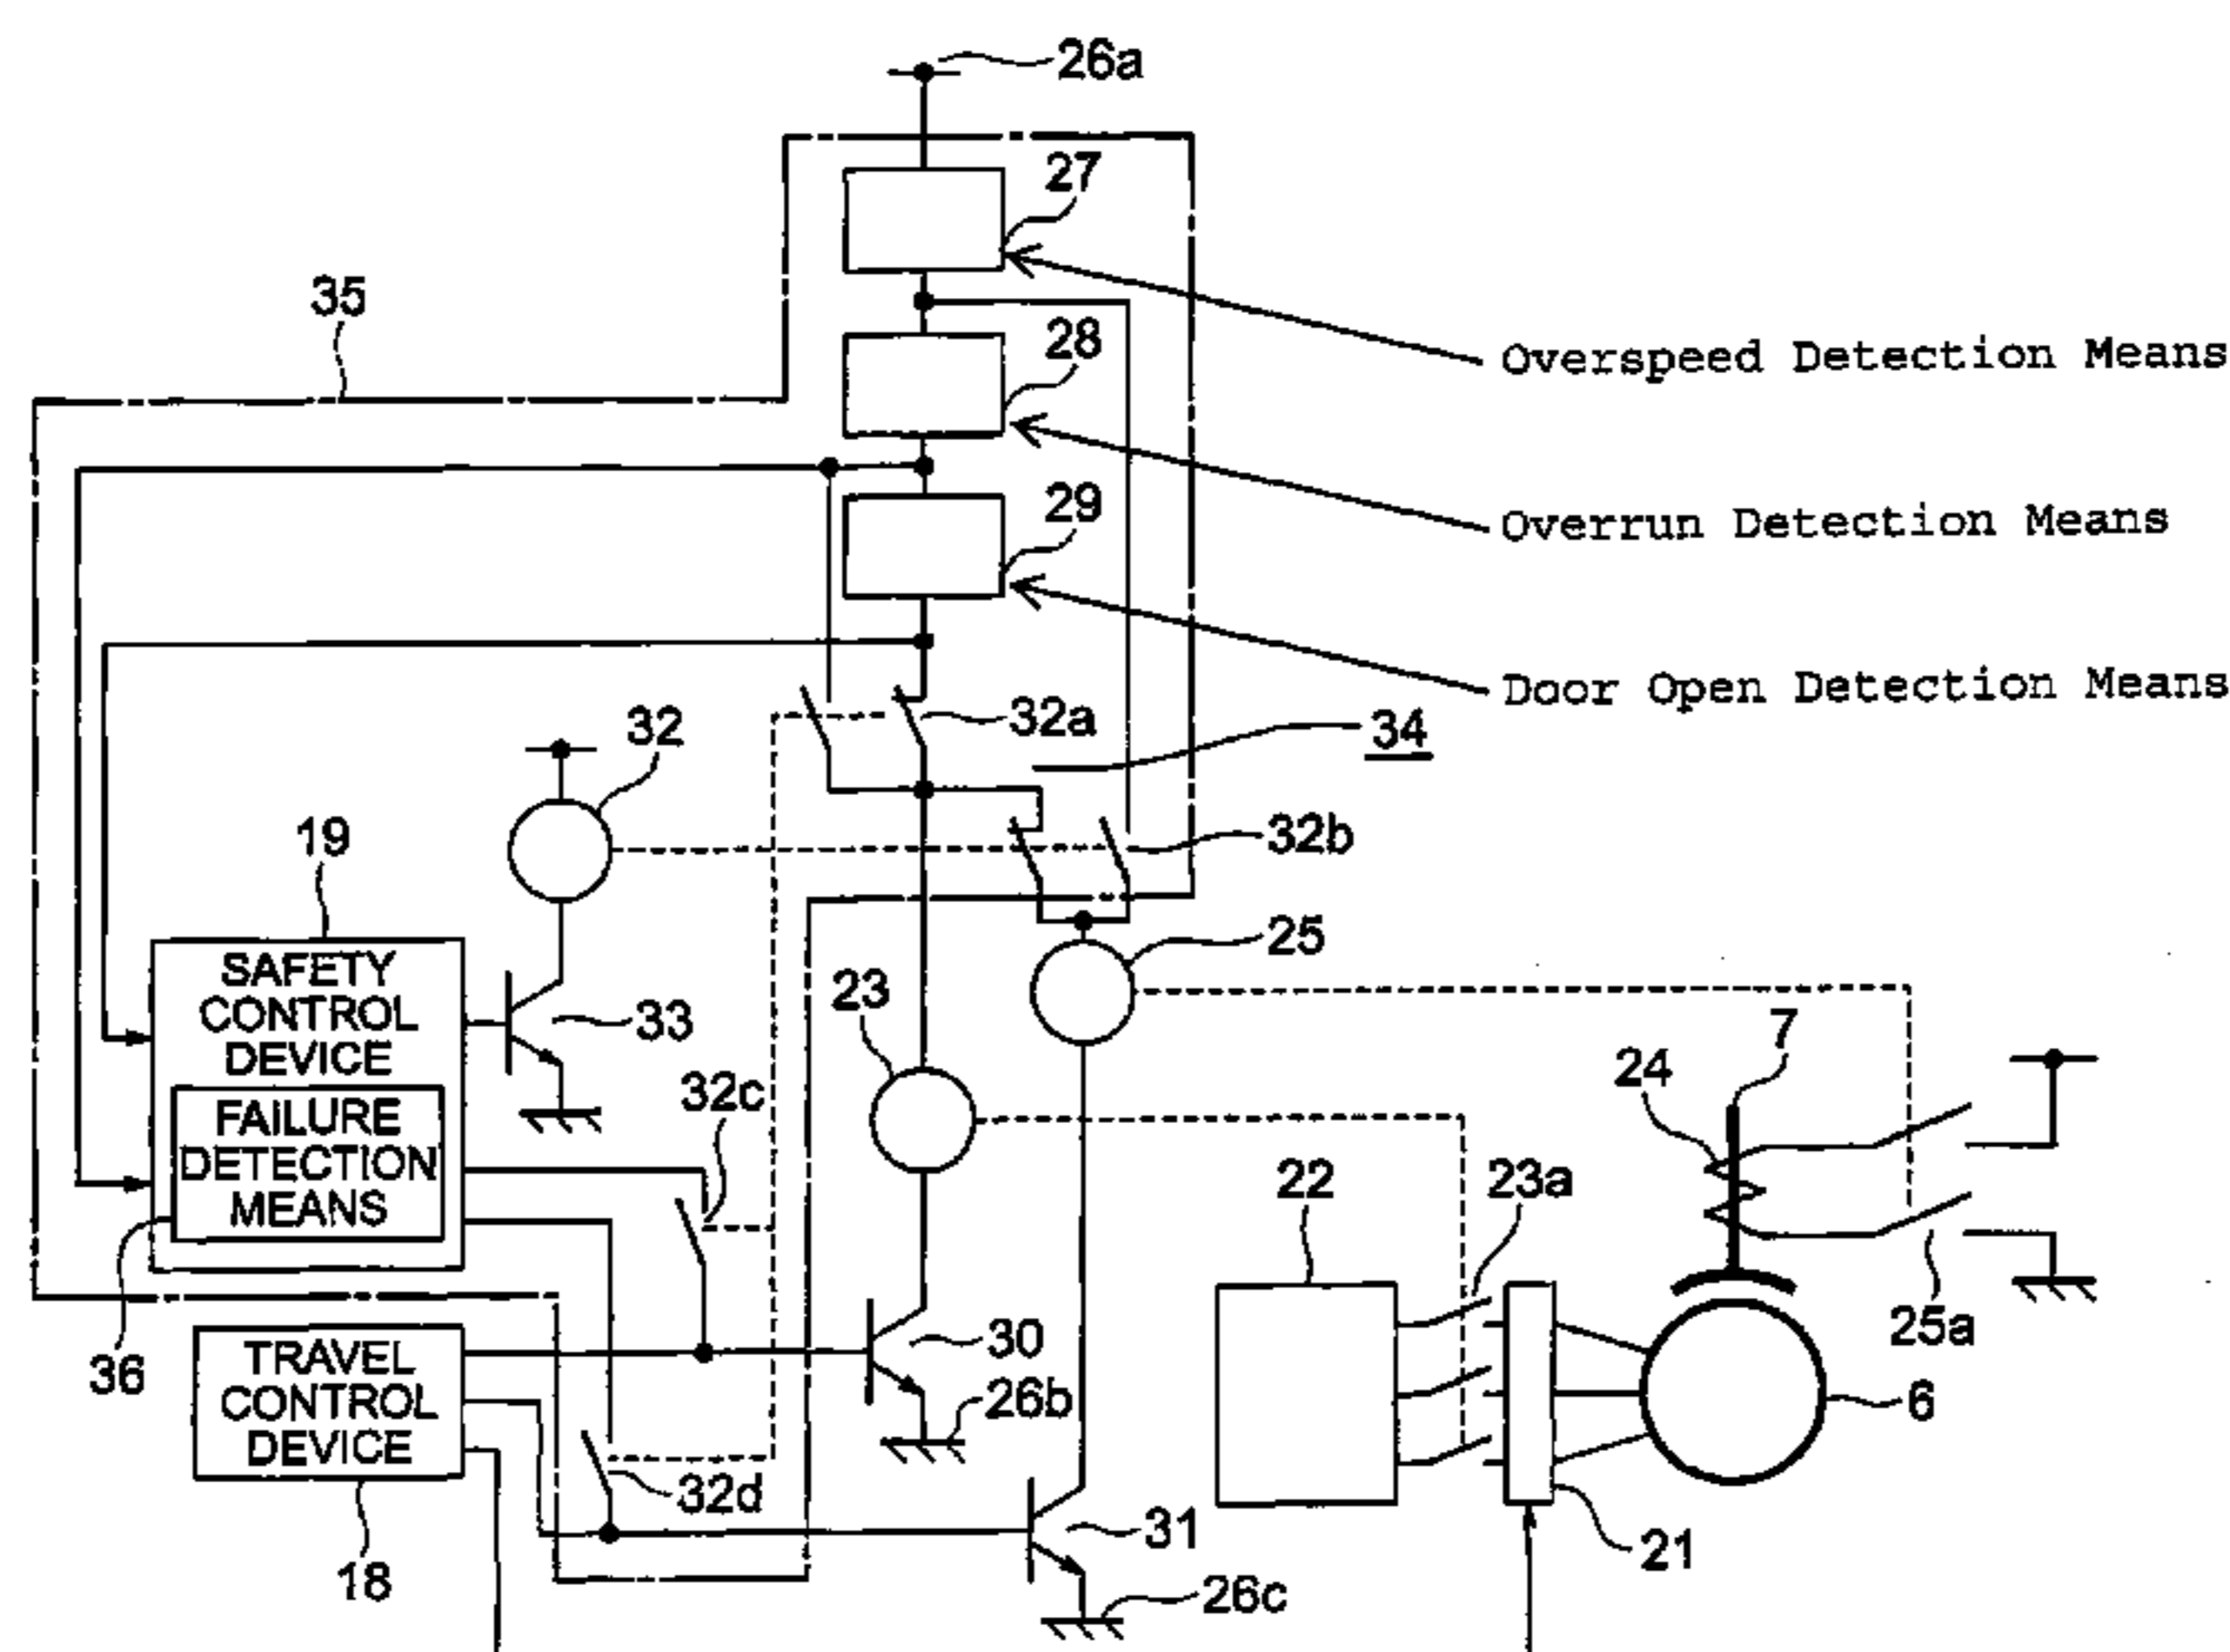 26a
27
35
28
Overspeed Detection Means
29
Overrun Detection Means
Door Open Detection Means
32
32a
34
19
32b
SAFETY
CONTROL
DEVICE
33
23
25
FAILURE
DETECTION
MEANS
32c
7
24
22
23a
36
TRAVEL
CONTROL
DEVICE
30
26b
25a
6
32d
31
21
18
26c